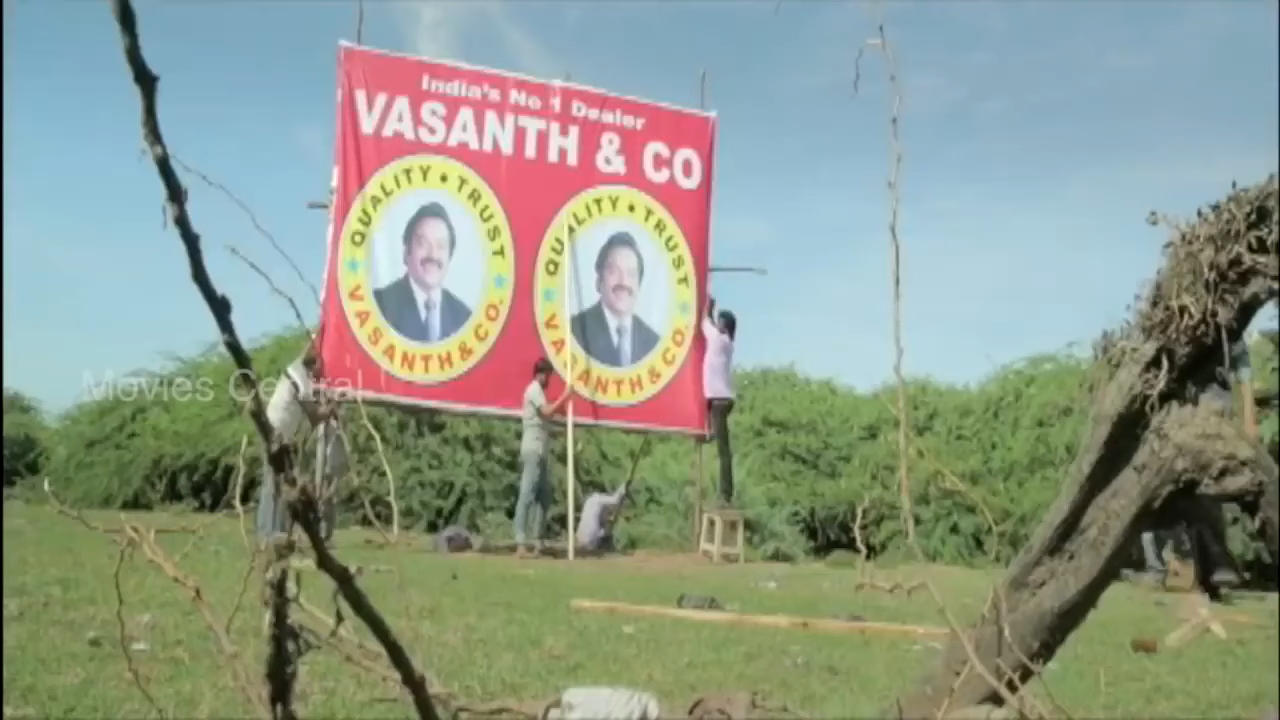 India's No 1 Dealer
VASANTH & CO
QUALITY • TRUST
VASANTH & CO.
QUALITY • TRUST
VASANTH & CO.
Movies Central